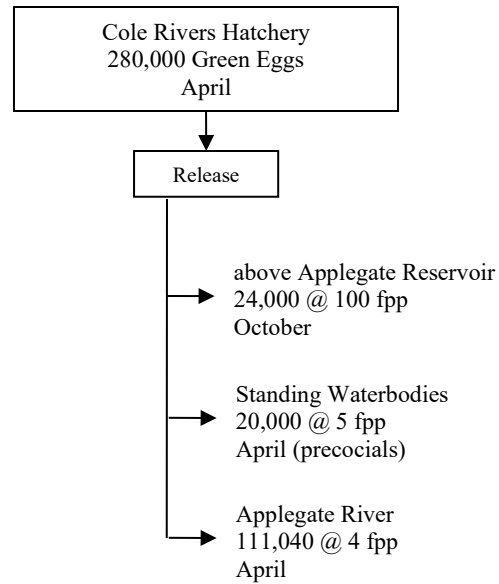 Cole Rivers Hatchery
280,000 Green Eggs
April
Release
above Applegate Reservoir
24,000 @ 100 fpp
October
Standing Waterbodies
20,000 @ 5 fpp
April (precocials)
Applegate River
111,040 @ 4 fpp
April